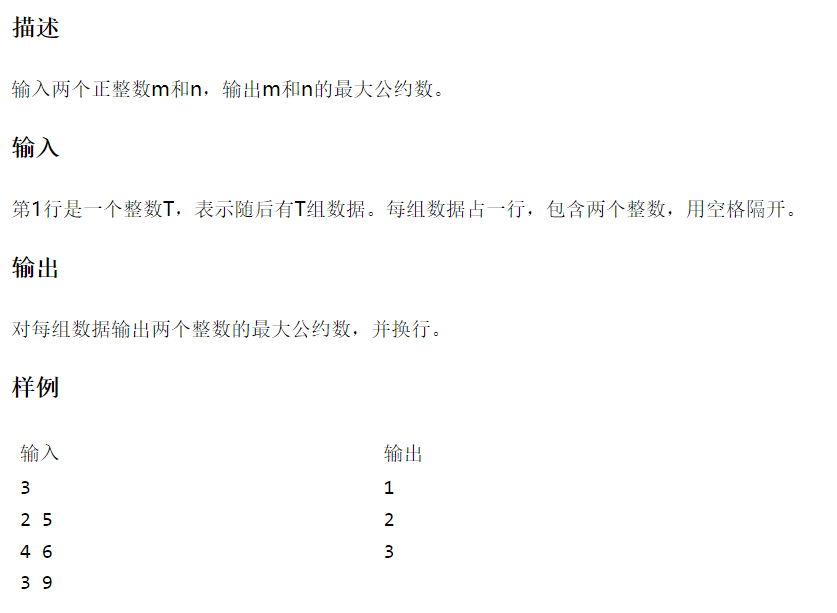 描述
输入两个正整数m和n，输出m和n的最大公约数。
输入
第1行是一个整数T，表示随后有T组数据。每组数据占一行，包含两个整数，用空格隔开。
输出
对每组数据输出两个整数的最大公约数，并换行。
样例
输入 输出
3 1
2 5 2
4 6 3
3 9